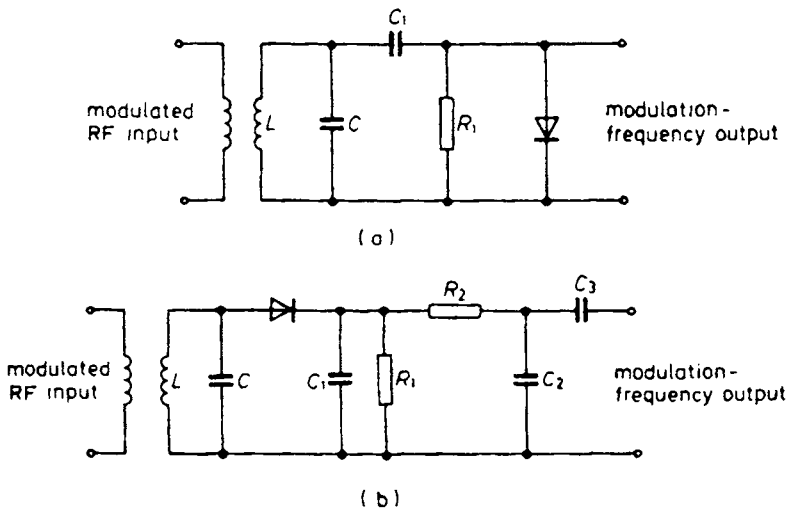 C1
modulated
RF input
L
C
R1
modulation-
frequency output
(a)
R2
C3
modulated
RF input
L
C
C1
R1
C2
modulation-
frequency output
(b)